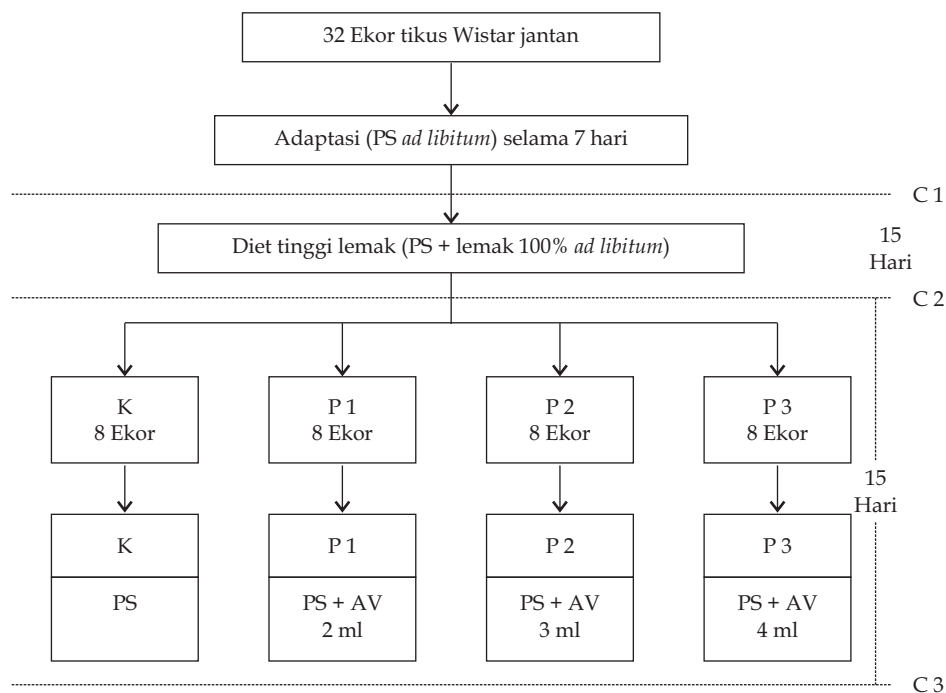 32 Ekor tikus Wistar jantan
Adaptasi (PS ad libitum) selama 7 hari
C 1
Diet tinggi lemak (PS + lemak 100% ad libitum)
15
Hari
C 2
K
8 Ekor
P 1
8 Ekor
P 2
8 Ekor
P 3
8 Ekor
15
Hari
K
P 1
P 2
P 3
PS
PS + AV
2 ml
PS + AV
3 ml
PS + AV
4 ml
C 3